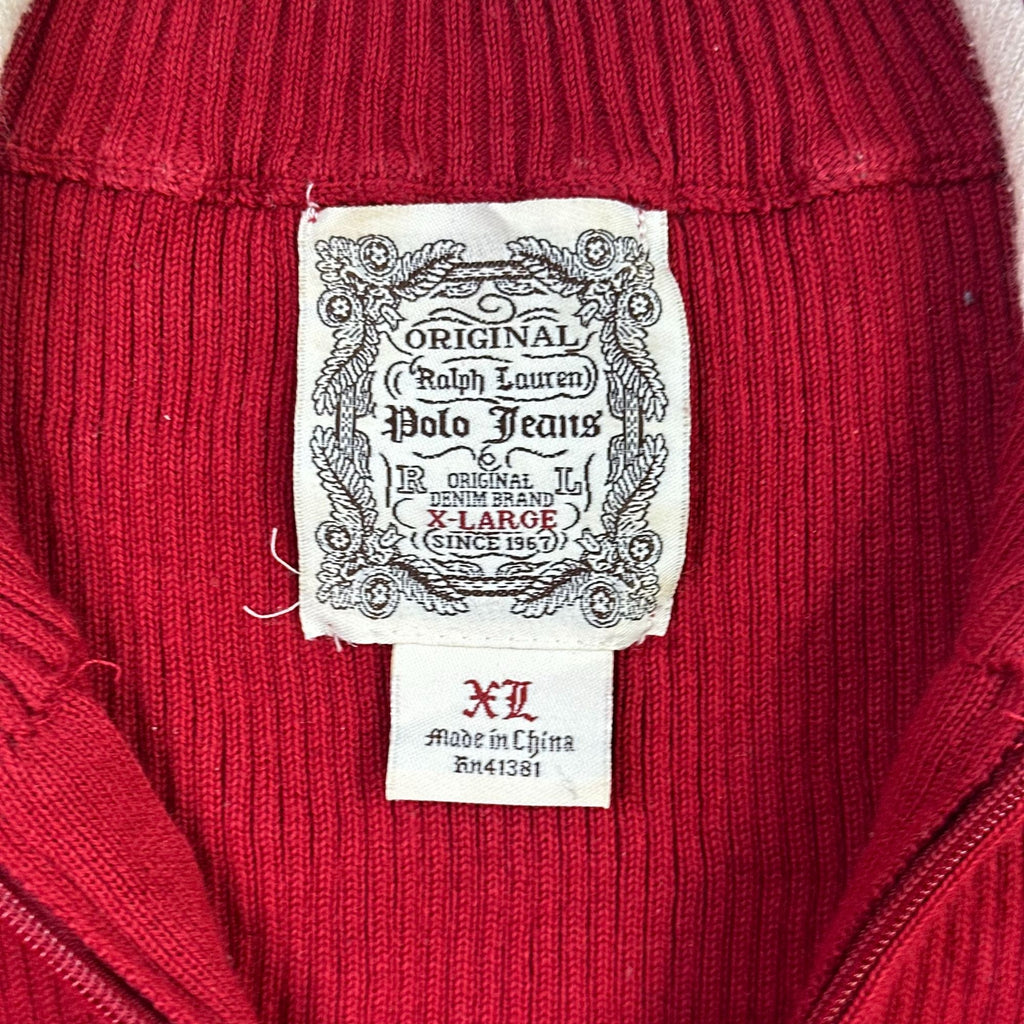 ORIGINAL
Ralph Lauren
Polo Jeans
R ORIGINAL L
DENIM BRAND
X-LARGE
SINCE 1967
XL
Made in China
Rn41381